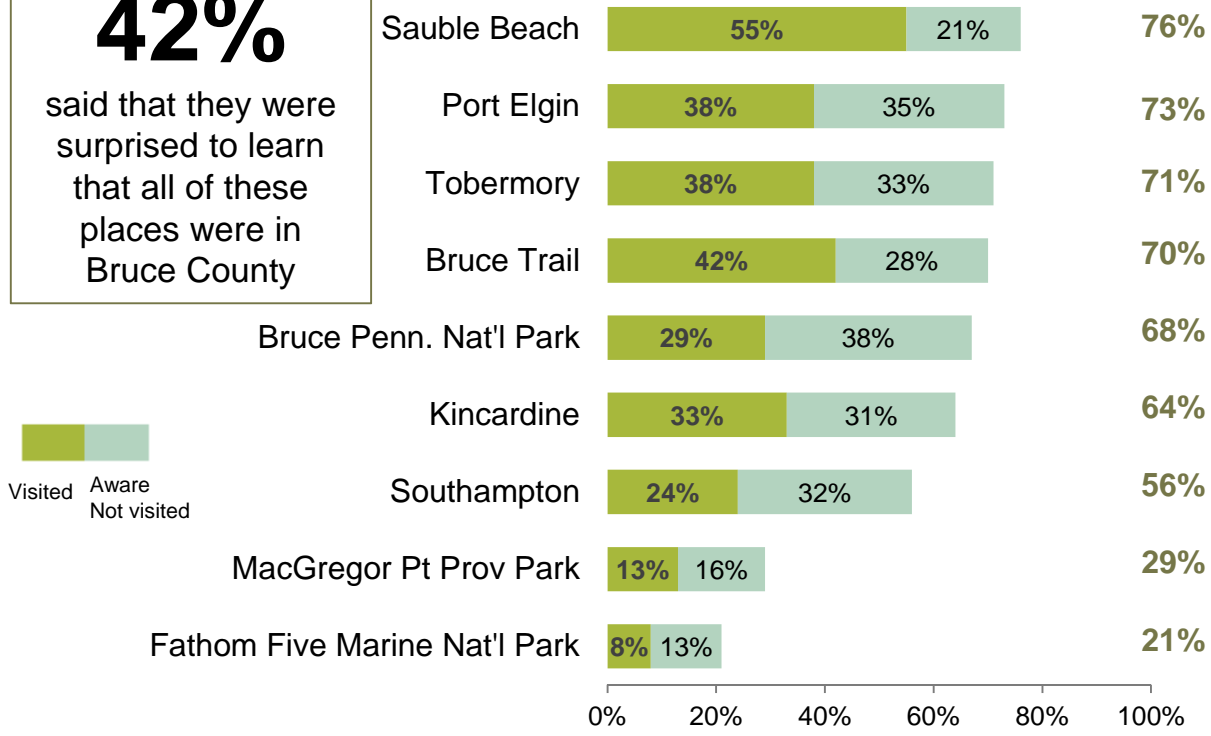 42%
said that they were
surprised to learn
that all of these
places were in
Bruce County
Sauble Beach 55% 21% 76%
Port Elgin 38% 35% 73%
Tobermory 38% 33% 71%
Bruce Trail 42% 28% 70%
Bruce Penn. Nat'l Park 29% 38% 68%
Kincardine 33% 31% 64%
Southampton 24% 32% 56%
MacGregor Pt Prov Park 13% 16% 29%
Fathom Five Marine Nat'l Park 8% 13% 21%
0% 20% 40% 60% 80% 100%
Visited
Aware
Not visited